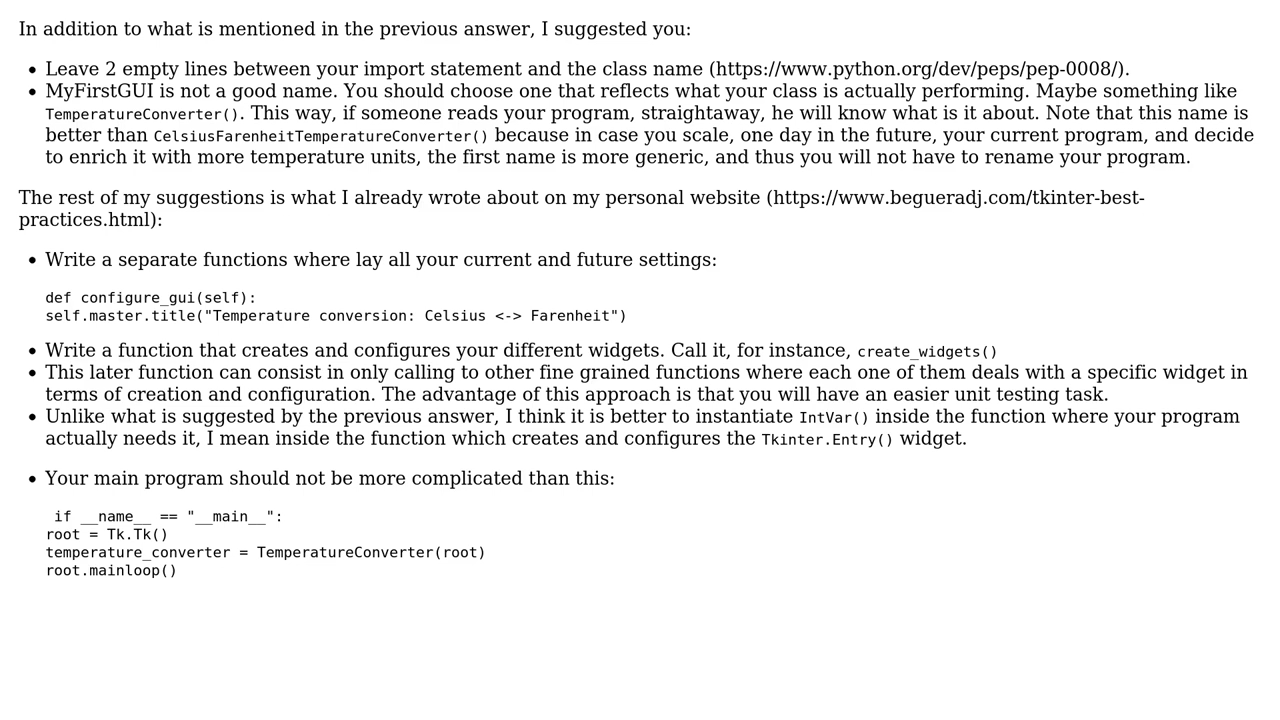 In addition to what is mentioned in the previous answer, I suggested you:
• Leave 2 empty lines between your import statement and the class name (https://www.python.org/dev/peps/pep-0008/).
• MyFirstGUI is not a good name. You should choose one that reflects what your class is actually performing. Maybe something like
TemperatureConverter(). This way, if someone reads your program, straightaway, he will know what is it about. Note that this name is
better than CelsiusFarenheitTemperatureConverter() because in case you scale, one day in the future, your current program, and decide
to enrich it with more temperature units, the first name is more generic, and thus you will not have to rename your program.
The rest of my suggestions is what I already wrote about on my personal website (https://www.begueradj.com/tkinter-best-
practices.html):
• Write a separate functions where lay all your current and future settings:
def configure_gui(self):
self.master.title("Temperature conversion: Celsius <-> Farenheit")
• Write a function that creates and configures your different widgets. Call it, for instance, create_widgets()
• This later function can consist in only calling to other fine grained functions where each one of them deals with a specific widget in
terms of creation and configuration. The advantage of this approach is that you will have an easier unit testing task.
• Unlike what is suggested by the previous answer, I think it is better to instantiate IntVar() inside the function where your program
actually needs it, I mean inside the function which creates and configures the Tkinter.Entry() widget.
• Your main program should not be more complicated than this:
if __name__ == "__main__":
root = Tk.Tk()
temperature_converter = TemperatureConverter(root)
root.mainloop()